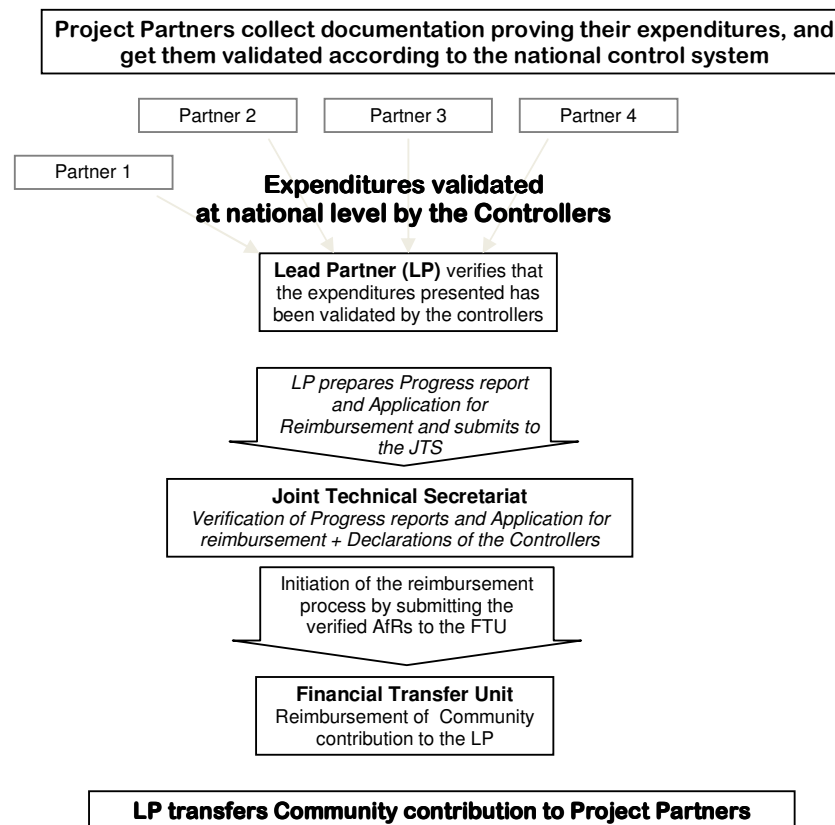 Project Partners collect documentation proving their expenditures, and
get them validated according to the national control system
Partner 2
Partner 3
Partner 4
Partner 1
Expenditures validated
at national level by the Controllers
Lead Partner (LP) verifies that
the expenditures presented has
been validated by the controllers
LP prepares Progress report
and Application for
Reimbursement and submits to
the JTS
Joint Technical Secretariat
Verification of Progress reports and Application for
reimbursement + Declarations of the Controllers
Initiation of the reimbursement
process by submitting the
verified AfRs to the FTU
Financial Transfer Unit
Reimbursement of Community
contribution to the LP
LP transfers Community contribution to Project Partners